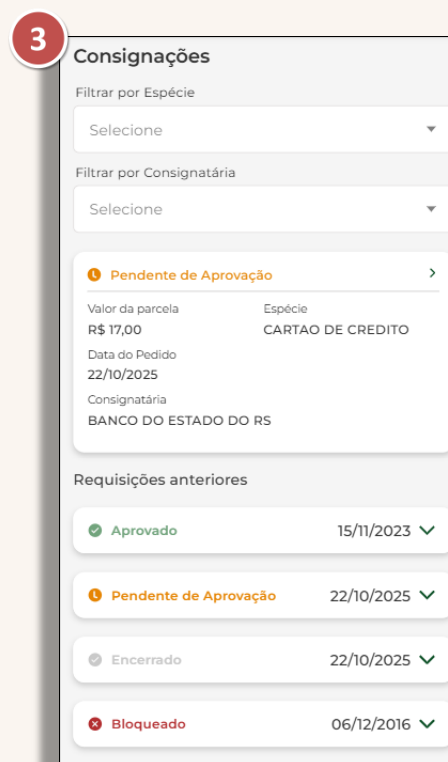 3
Consignações
Filtrar por Espécie
Selecione
Filtrar por Consignatária
Selecione
Pendente de Aprovação
Valor da parcela Espécie
R$ 17,00 CARTAO DE CREDITO
Data do Pedido
22/10/2025
Consignatária
BANCO DO ESTADO DO RS
Requisições anteriores
Aprovado 15/11/2023
Pendente de Aprovação 22/10/2025
Encerrado 22/10/2025
Bloqueado 06/12/2016